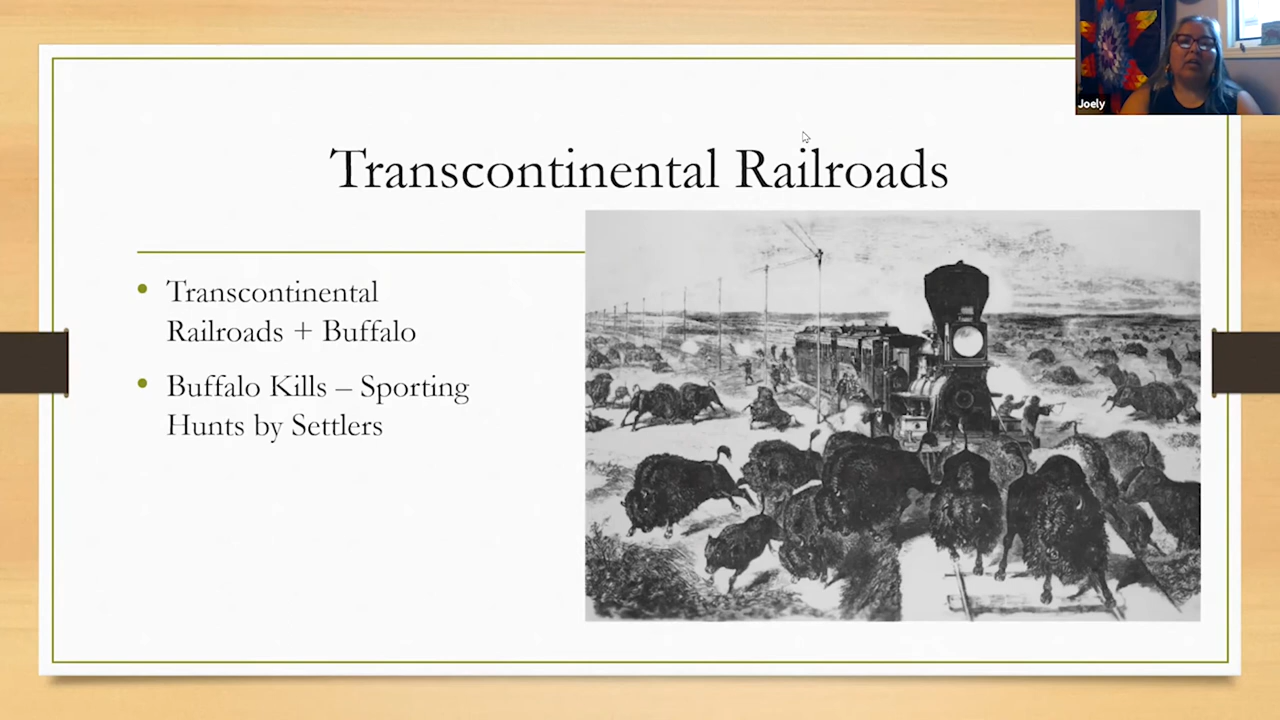 Joely
Transcontinental Railroads
Transcontinental
Railroads + Buffalo
Buffalo Kills – Sporting
Hunts by Settlers